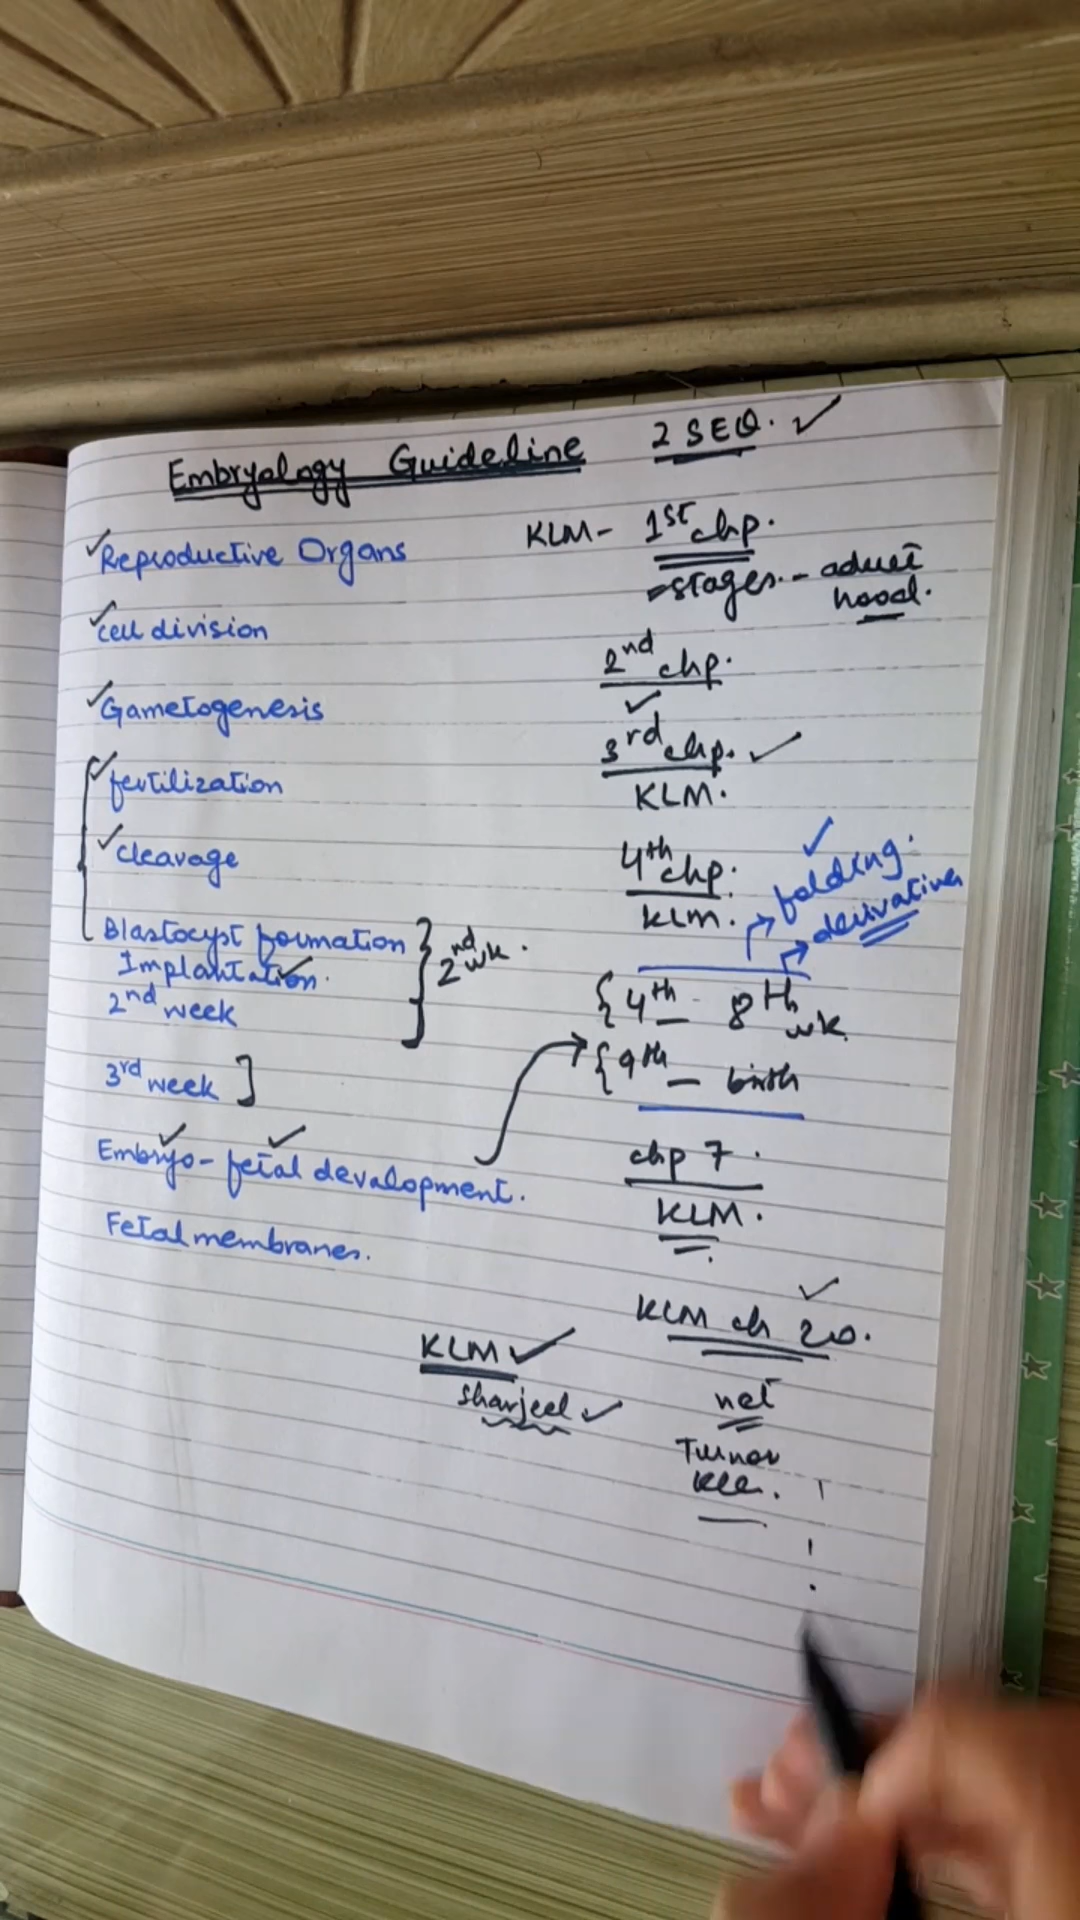 Embryology Guideline 2 SEQ.
Reproductive Organs
cell division
Gametogenesis
fertilization
cleavage
Blastocyst formation
Implantation.
2nd week
2nd wk.
3rd week
Embryo-fetal development.
Fetal membranes.
KLM
Sharjeel
KLM- 1st chp.
-stages.- adult
hood.
2nd chp.
3rd chp.
KLM.
4th chp.
KLM.
folding.
derivatives
4th - 8th wk
9th - birth
chp 7.
KLM.
KLM ch 20.
net
Turner